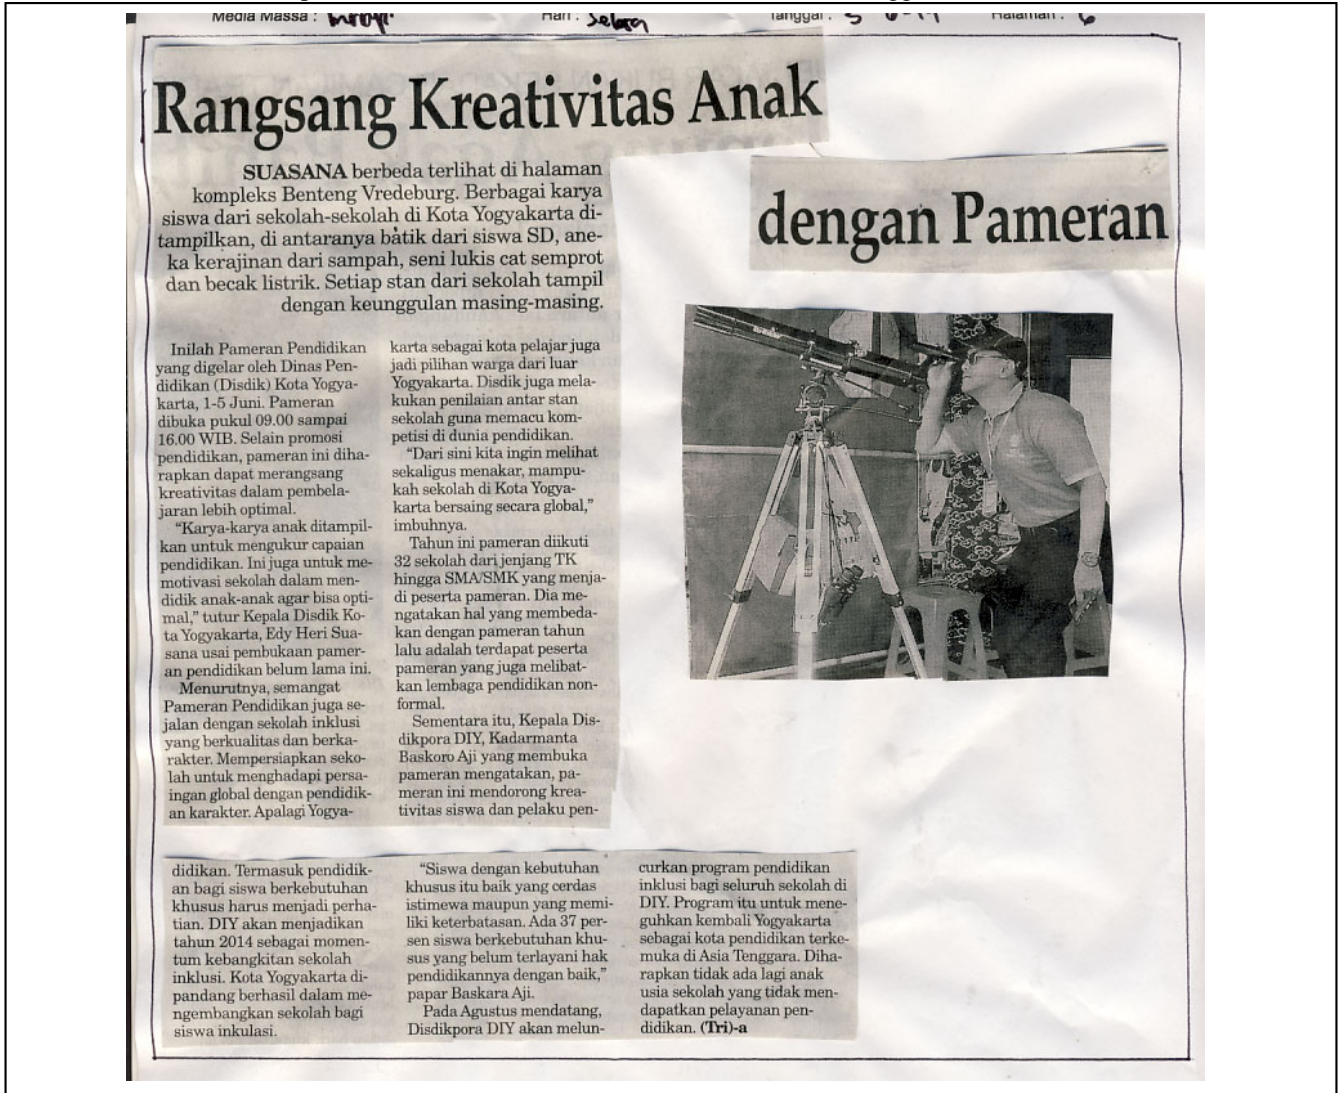 Media Massa :
Hari : Selasa
Tanggal :
Halaman : 6
Rangsang Kreativitas Anak
dengan Pameran
SUASANA berbeda terlihat di halaman
kompleks Benteng Vredeburg. Berbagai karya
siswa dari sekolah-sekolah di Kota Yogyakarta di-
tampilkan, di antaranya batik dari siswa SD, ane-
ka kerajinan dari sampah, seni lukis cat semprot
dan becak listrik. Setiap stan dari sekolah tampil
dengan keunggulan masing-masing.
Inilah Pameran Pendidikan
yang digelar oleh Dinas Pen-
didikan (Disdik) Kota Yogya-
karta, 1-5 Juni. Pameran
dibuka pukul 09.00 sampai
16.00 WIB. Selain promosi
pendidikan, pameran ini diha-
rapkan dapat merangsang
kreativitas dalam pembela-
jaran lebih optimal.
"Karya-karya anak ditampil-
kan untuk mengukur capaian
pendidikan. Ini juga untuk me-
motivasi sekolah dalam men-
didik anak-anak agar bisa opti-
mal," tutur Kepala Disdik Ko-
ta Yogyakarta, Edy Heri Sua-
sana usai pembukaan pamer-
an pendidikan belum lama ini.
Menurutnya, semangat
Pameran Pendidikan juga se-
jalan dengan sekolah inklusi
yang berkualitas dan berka-
rakter. Mempersiapkan seko-
lah untuk menghadapi persa-
ingan global dengan pendidik-
an karakter. Apalagi Yogya-
karta sebagai kota pelajar juga
jadi pilihan warga dari luar
Yogyakarta. Disdik juga mela-
kukan penilaian antar stan
sekolah guna memacu kom-
petisi di dunia pendidikan.
"Dari sini kita ingin melihat
sekaligus menakar, mampu-
kah sekolah di Kota Yogya-
karta bersaing secara global,"
imbuhnya.
Tahun ini pameran diikuti
32 sekolah dari jenjang TK
hingga SMA/SMK yang menja-
di peserta pameran. Dia me-
ngatakan hal yang membeda-
kan dengan pameran tahun
lalu adalah terdapat peserta
pameran yang juga melibat-
kan lembaga pendidikan non-
formal.
Sementara itu, Kepala Dis-
dikpora DIY, Kadarmanta
Baskoro Aji yang membuka
pameran mengatakan, pa-
meran ini mendorong krea-
tivitas siswa dan pelaku pen-
didikan. Termasuk pendidik-
an bagi siswa berkebutuhan
khusus harus menjadi perha-
tian. DIY akan menjadikan
tahun 2014 sebagai momen-
tum kebangkitan sekolah
inklusi. Kota Yogyakarta di-
pandang berhasil dalam me-
ngembangkan sekolah bagi
siswa inkulasi.
"Siswa dengan kebutuhan
khusus itu baik yang cerdas
istimewa maupun yang memi-
liki keterbatasan. Ada 37 per-
sen siswa berkebutuhan khu-
sus yang belum terlayani hak
pendidikannya dengan baik,"
papar Baskara Aji.
Pada Agustus mendatang,
Disdikpora DIY akan melun-
curkan program pendidikan
inklusi bagi seluruh sekolah di
DIY. Program itu untuk mene-
guhkan kembali Yogyakarta
sebagai kota pendidikan terke-
muka di Asia Tenggara. Diha-
rapkan tidak ada lagi anak
usia sekolah yang tidak men-
dapatkan pelayanan pen-
didikan. (Tri)-a